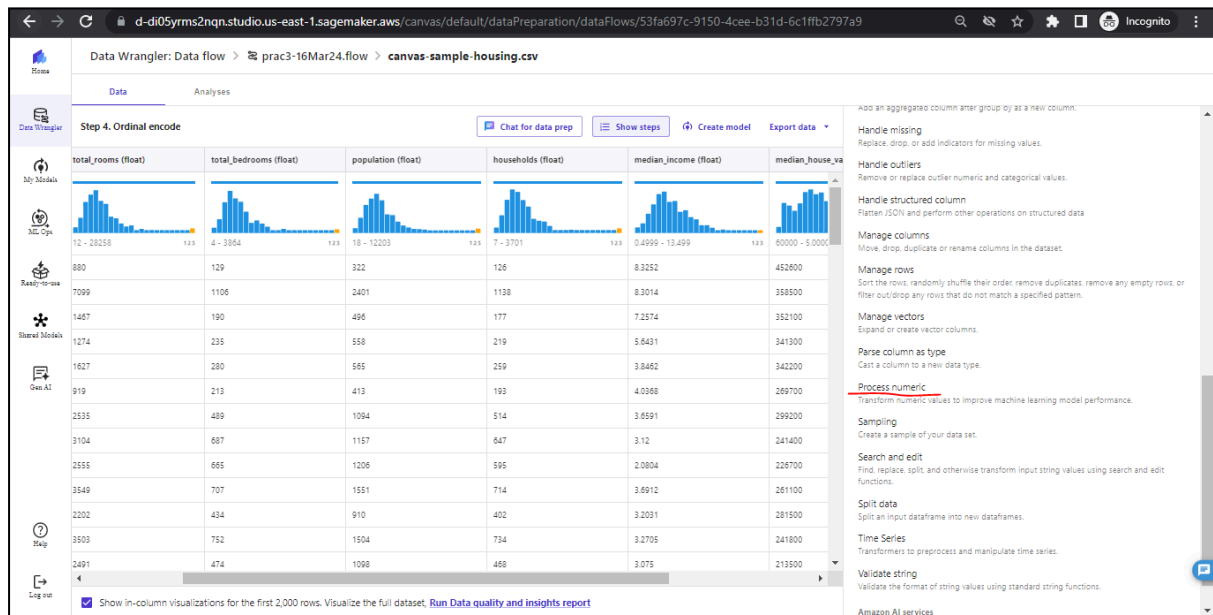 d-di05yrms2nqn.studio.us-east-1.sagemaker.aws/canvas/default/dataPreparation/dataFlows/53fa697c-9150-4cee-b31d-6c1ffb2797a9
Incognito
Home
Data Wrangler: Data flow > prac3-16Mar24.flow > canvas-sample-housing.csv
Data Analyses
Data Wrangler
Step 4. Ordinal encode
Chat for data prep
Show steps
Create model
Export data
total_rooms (float) total_bedrooms (float) population (float) households (float) median_income (float) median_house_va
12 - 28258 123 4 - 3864 123 18 - 12203 123 7 - 3701 123 0.4999 - 13.499 123 60000 - 5.0000
880 129 322 126 8.3252 452600
7099 1106 2401 1138 8.3014 358500
1467 190 496 177 7.2574 352100
1274 235 558 219 5.6431 341300
1627 280 565 259 3.8462 342200
919 213 413 193 4.0368 269700
2535 489 1094 514 3.6591 299200
3104 687 1157 647 3.12 241400
2555 665 1206 595 2.0804 226700
3549 707 1551 714 3.6912 261100
2202 434 910 402 3.2031 281500
3503 752 1504 734 3.2705 241800
2491 474 1098 468 3.075 213500
Show in-column visualizations for the first 2,000 rows. Visualize the full dataset, Run Data quality and insights report
My Models
ML Ops
Ready-to-use
Shared Models
Gen AI
Help
Log out
Add an aggregated column after group by as a new column.
Handle missing
Replace, drop, or add indicators for missing values.
Handle outliers
Remove or replace outlier numeric and categorical values.
Handle structured column
Flatten JSON and perform other operations on structured data
Manage columns
Move, drop, duplicate or rename columns in the dataset.
Manage rows
Sort the rows, randomly shuffle their order, remove duplicates, remove any empty rows, or
filter out/drop any rows that do not match a specified pattern.
Manage vectors
Expand or create vector columns.
Parse column as type
Cast a column to a new data type.
Process numeric
Transform numeric values to improve machine learning model performance.
Sampling
Create a sample of your data set.
Search and edit
Find, replace, split, and otherwise transform input string values using search and edit
functions.
Split data
Split an input dataframe into new dataframes.
Time Series
Transformers to preprocess and manipulate time series.
Validate string
Validate the format of string values using standard string functions.
Amazon AI services